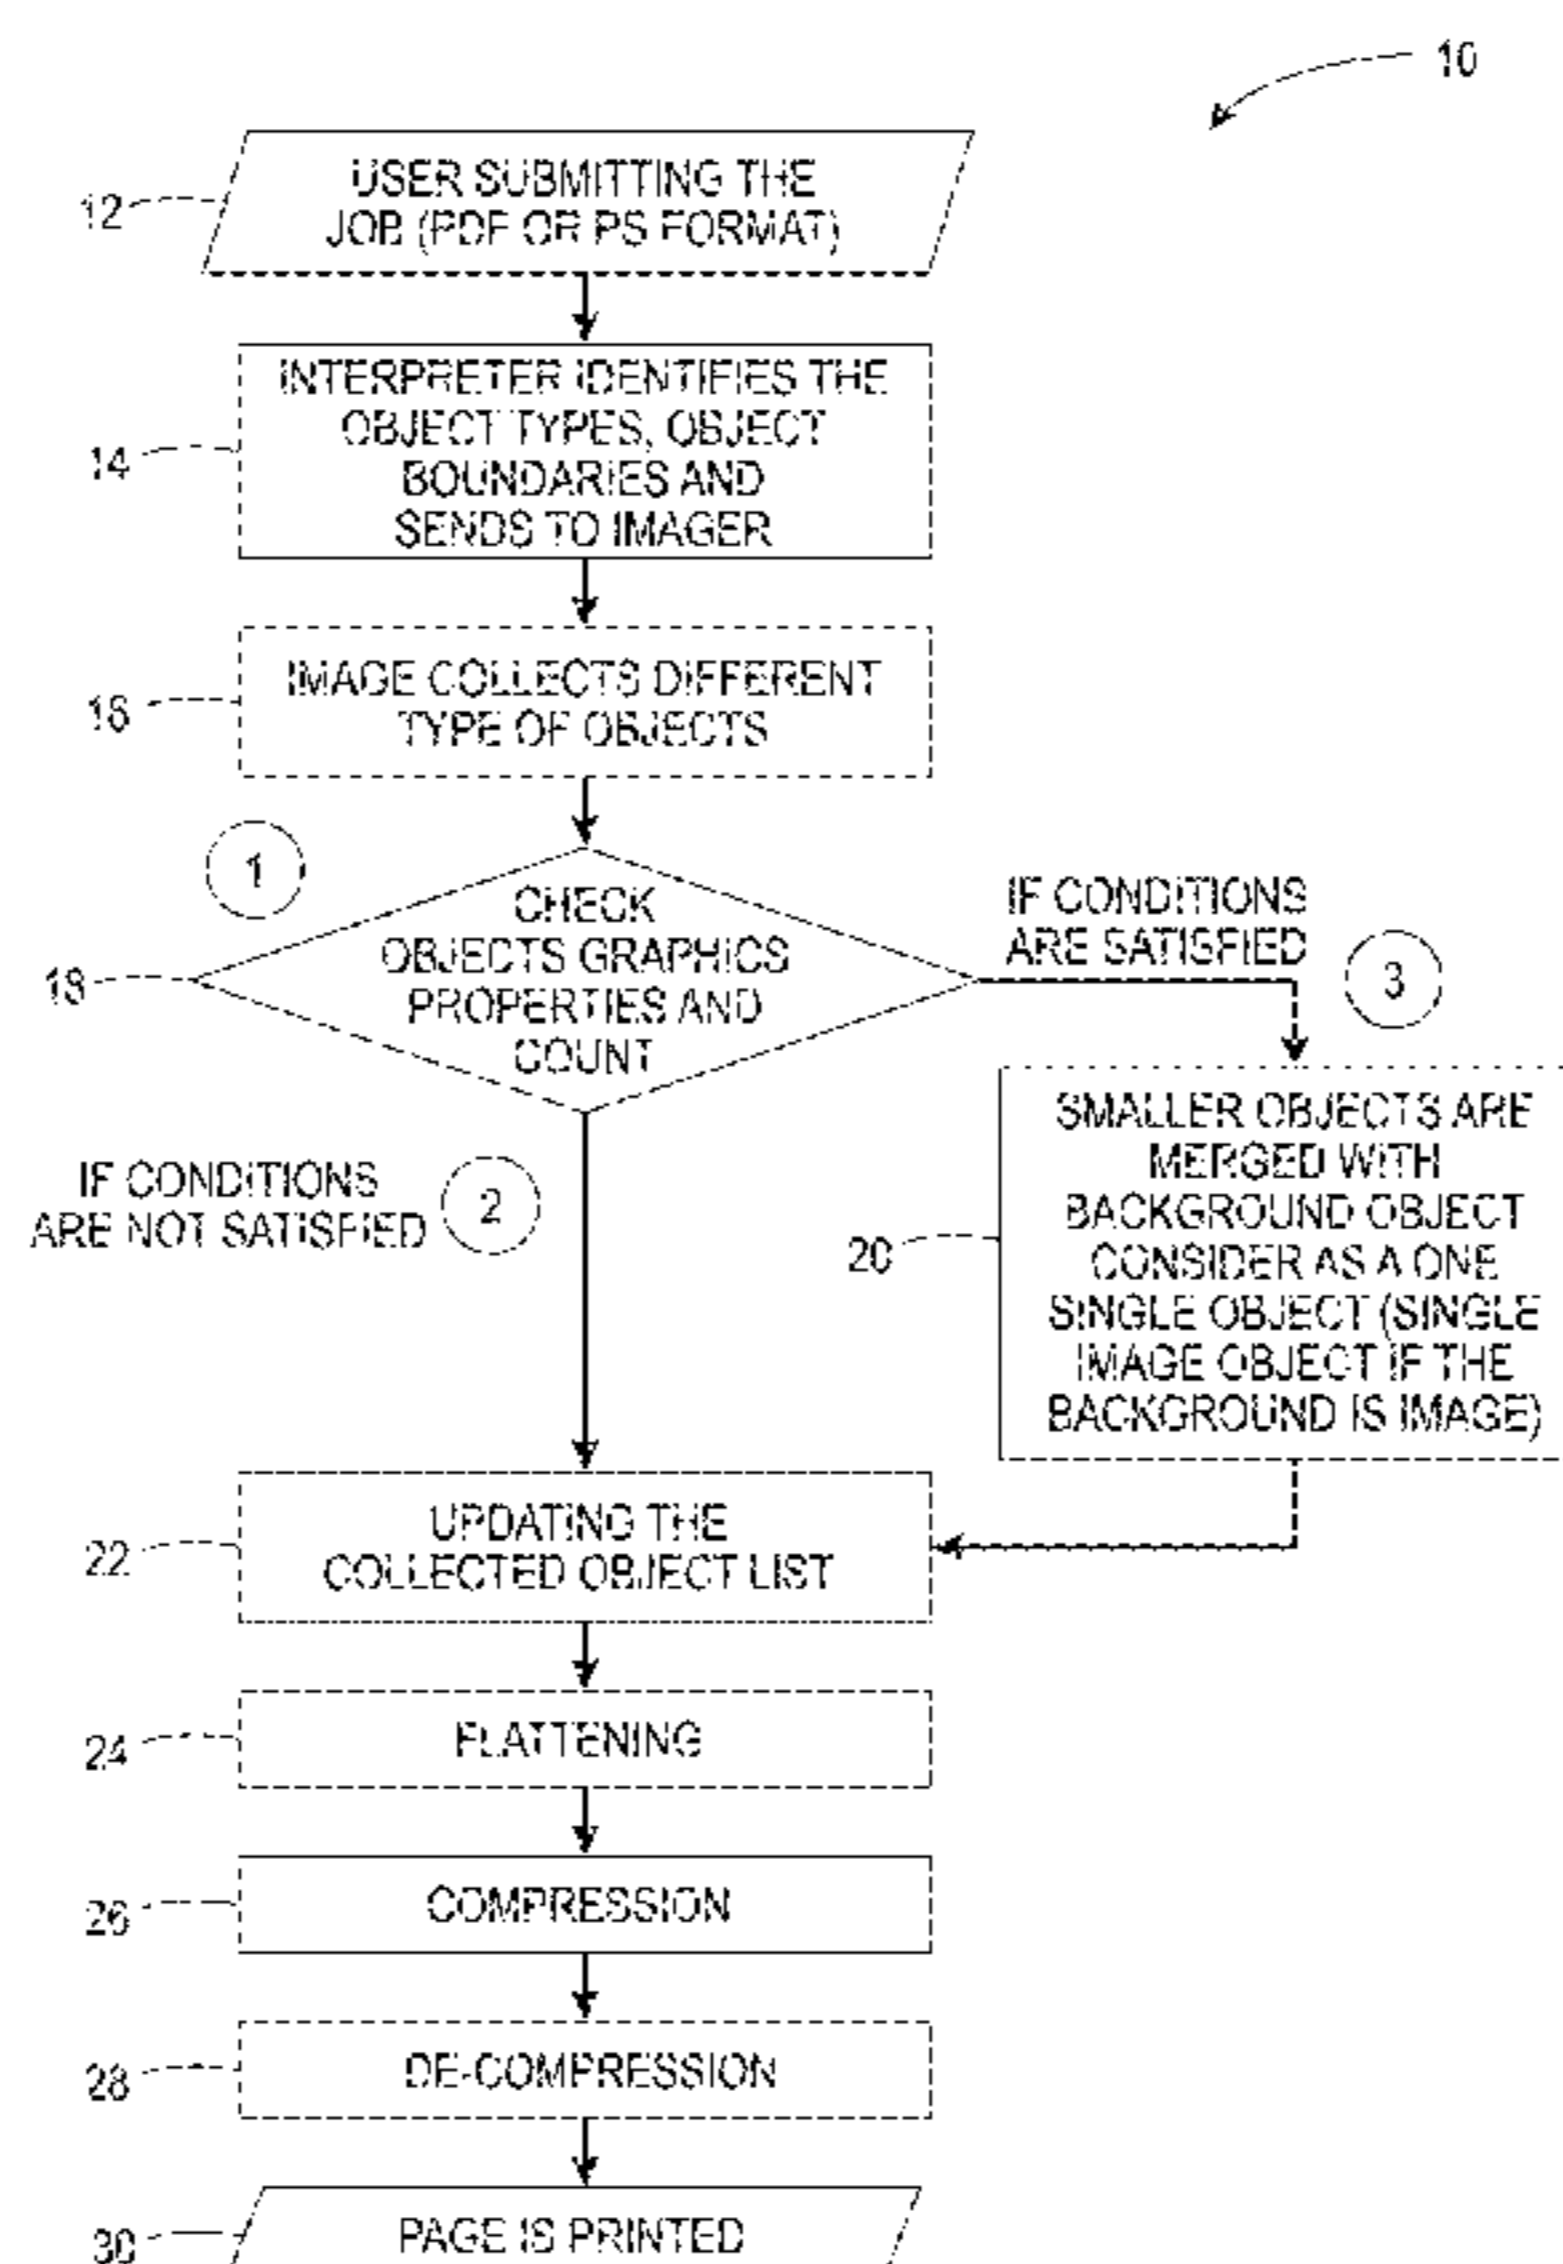 10
12
USER SUBMITTING THE
JOB (PDF OR PS FORMAT)
14
INTERPRETER IDENTIFIES THE
OBJECT TYPES, OBJECT
BOUNDARIES AND
SENDS TO IMAGER
16
IMAGE COLLECTS DIFFERENT
TYPE OF OBJECTS
1
18
CHECK
OBJECTS GRAPHICS
PROPERTIES AND
COUNT
IF CONDITIONS
ARE SATISFIED
3
IF CONDITIONS
ARE NOT SATISFIED
2
20
SMALLER OBJECTS ARE
MERGED WITH
BACKGROUND OBJECT
CONSIDER AS A ONE
SINGLE OBJECT (SINGLE
IMAGE OBJECT IF THE
BACKGROUND IS IMAGE)
22
UPDATING THE
COLLECTED OBJECT LIST
24
FLATTENING
26
COMPRESSION
28
DE-COMPRESSION
30
PAGE IS PRINTED